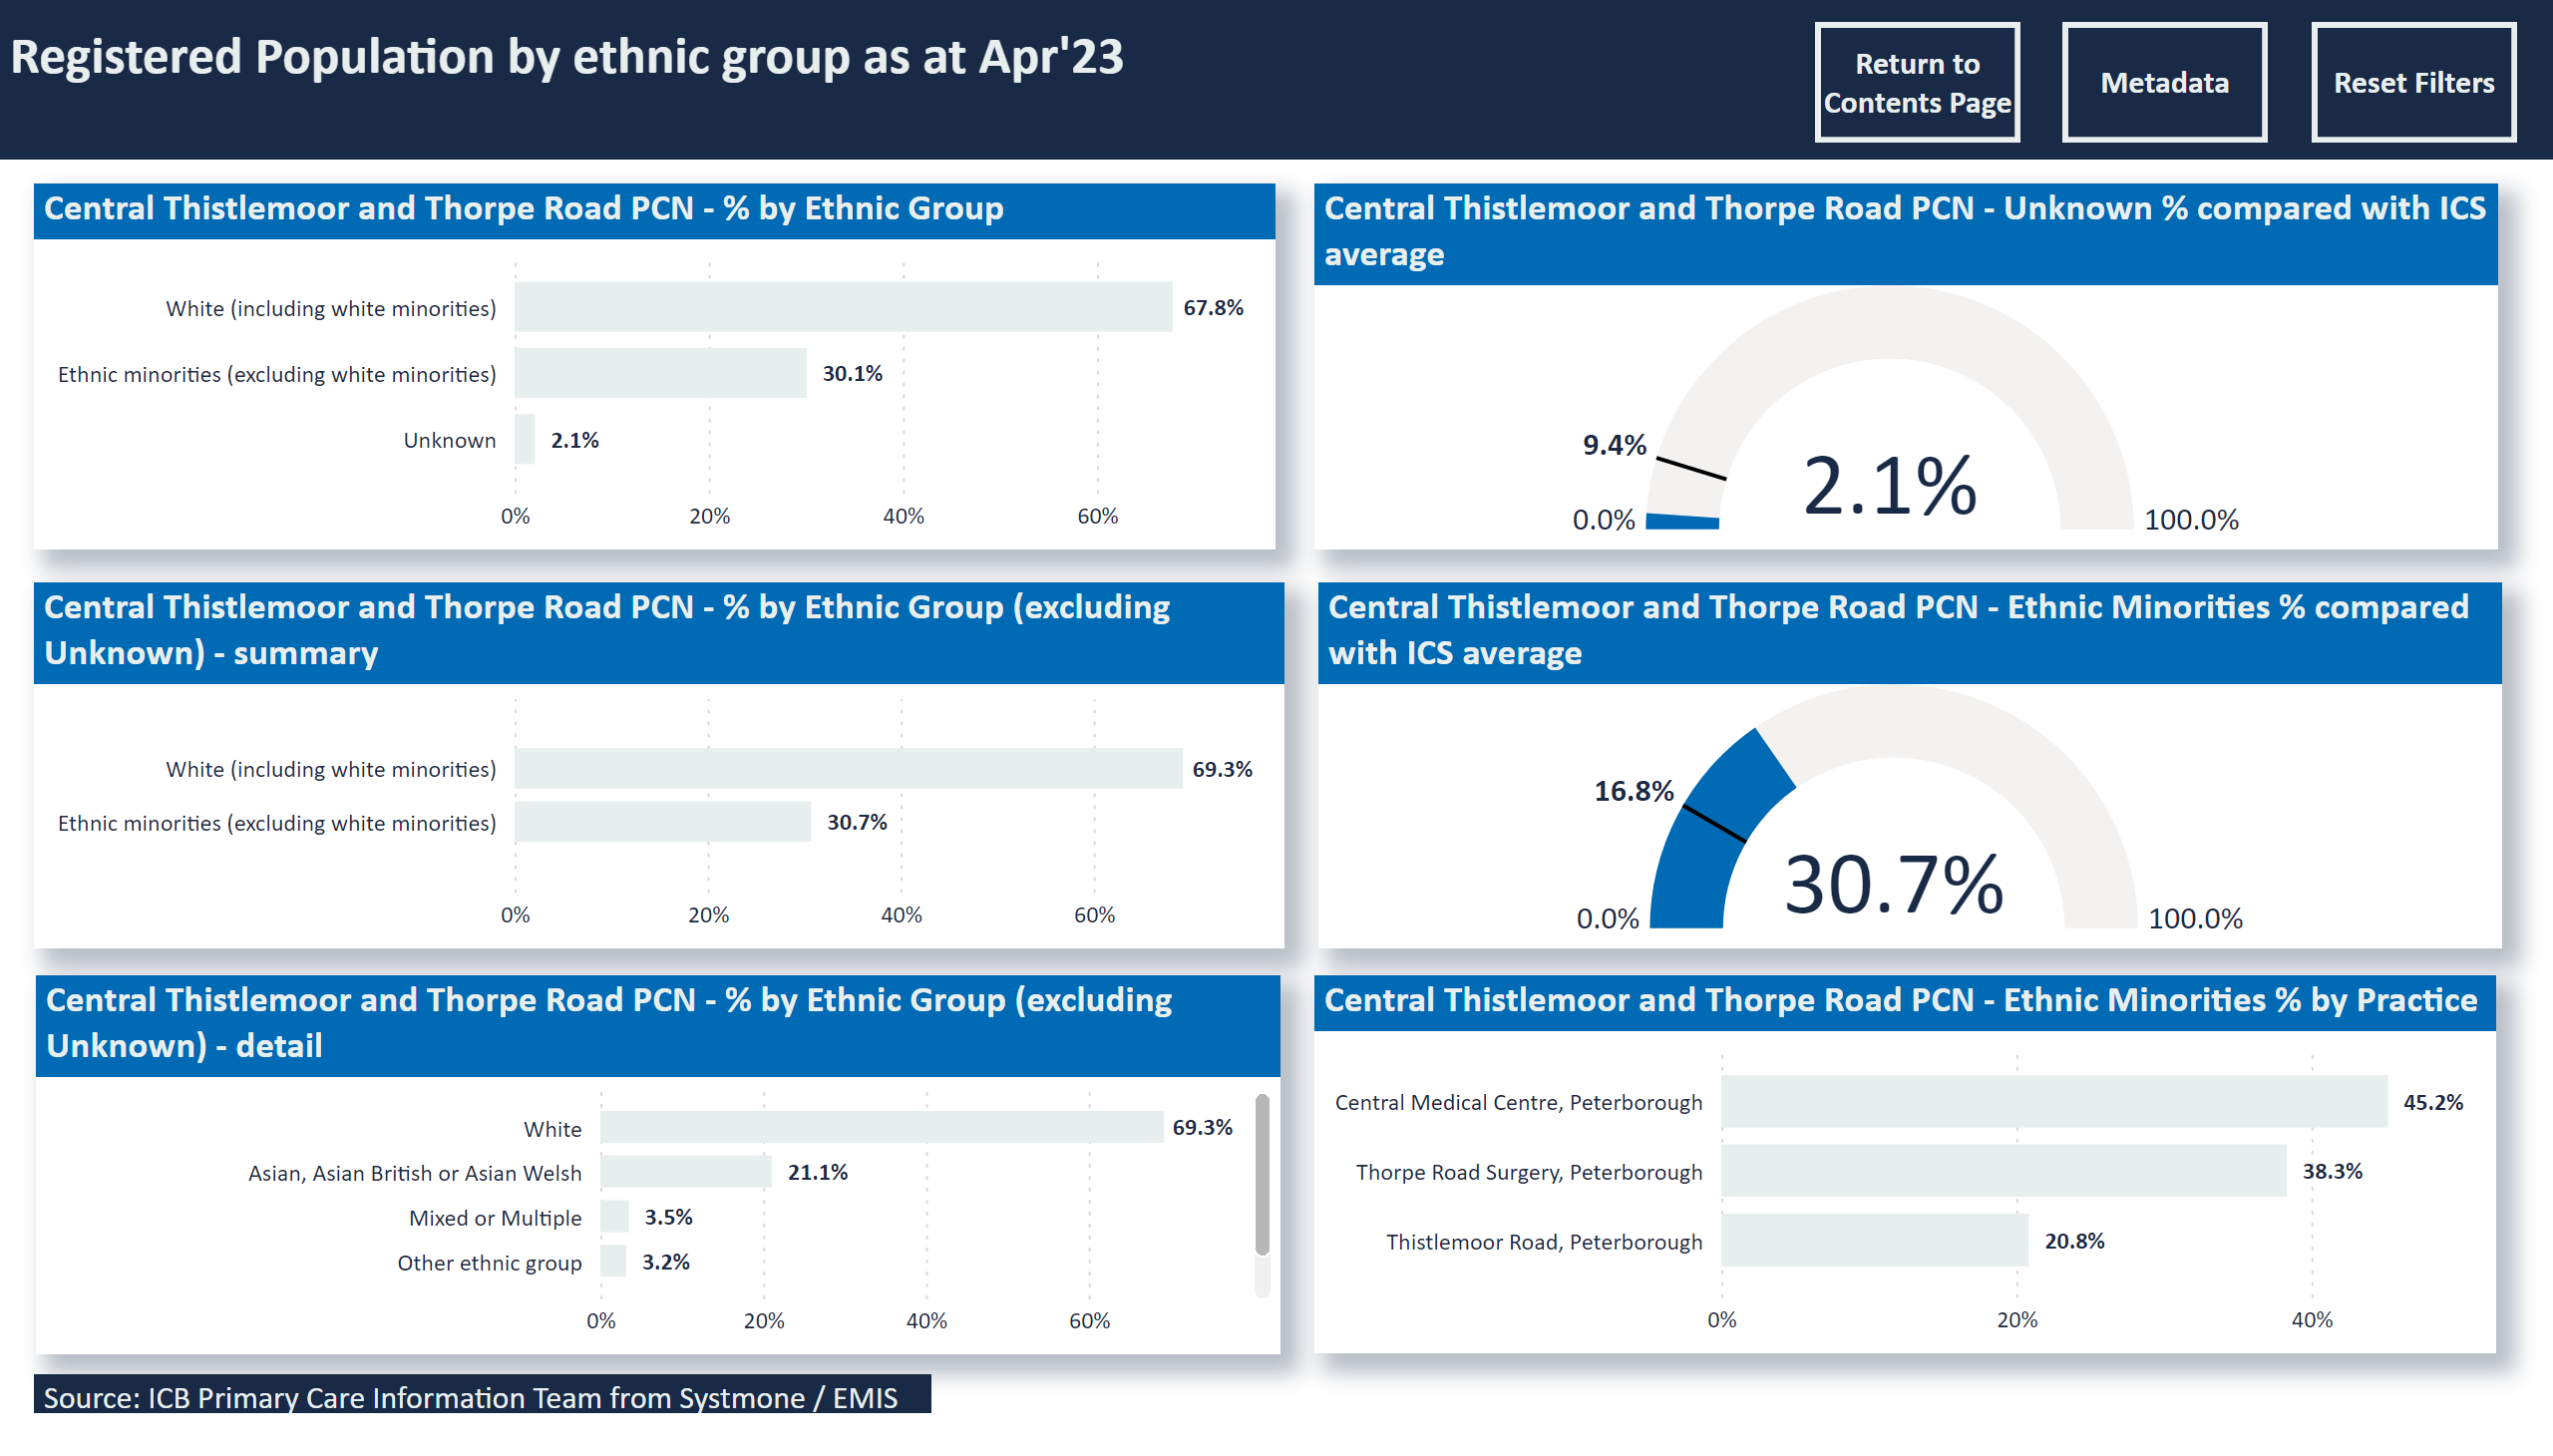 Registered Population by ethnic group as at Apr'23
Return to
Contents Page
Metadata
Reset Filters
Central Thistlemoor and Thorpe Road PCN - % by Ethnic Group
White (including white minorities)
67.8%
Ethnic minorities (excluding white minorities)
30.1%
Unknown
2.1%
0%
20%
40%
60%
Central Thistlemoor and Thorpe Road PCN - Unknown % compared with ICS
average
9.4%
2.1%
0.0%
100.0%
Central Thistlemoor and Thorpe Road PCN - % by Ethnic Group (excluding
Unknown) - summary
White (including white minorities)
69.3%
Ethnic minorities (excluding white minorities)
30.7%
0%
20%
40%
60%
Central Thistlemoor and Thorpe Road PCN - Ethnic Minorities % compared
with ICS average
16.8%
30.7%
0.0%
100.0%
Central Thistlemoor and Thorpe Road PCN - % by Ethnic Group (excluding
Unknown) - detail
White
69.3%
Asian, Asian British or Asian Welsh
21.1%
Mixed or Multiple
3.5%
Other ethnic group
3.2%
0%
20%
40%
60%
Central Thistlemoor and Thorpe Road PCN - Ethnic Minorities % by Practice
Central Medical Centre, Peterborough
45.2%
Thorpe Road Surgery, Peterborough
38.3%
Thistlemoor Road, Peterborough
20.8%
0%
20%
40%
Source: ICB Primary Care Information Team from Systmone / EMIS